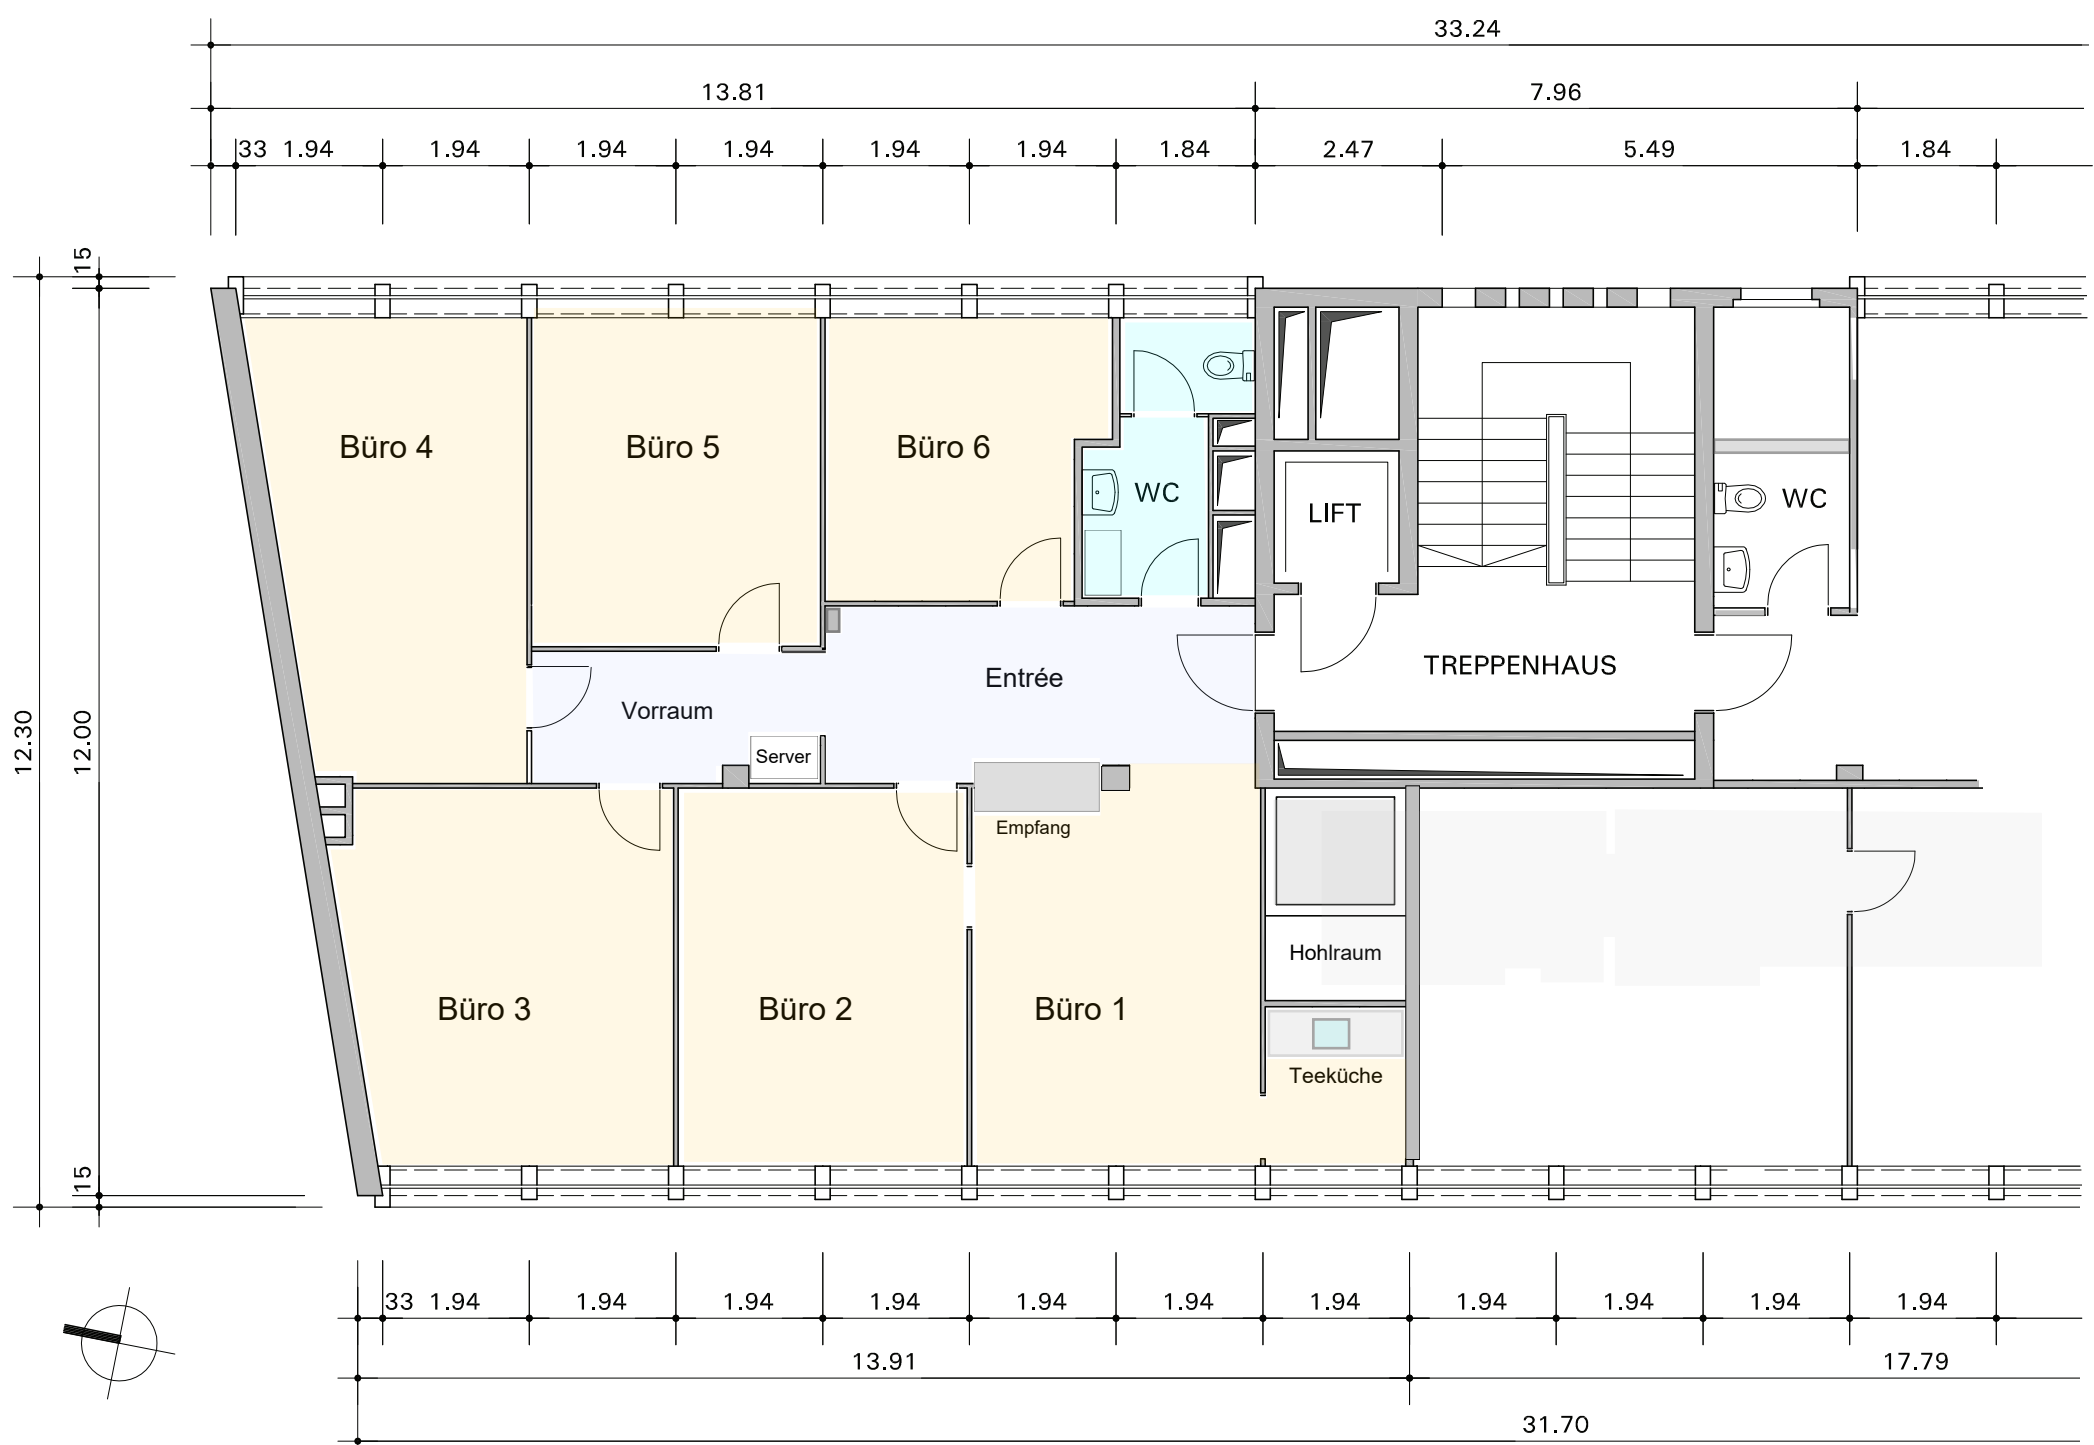 33.24
13.81 7.96
33 1.94 1.94 1.94 1.94 1.94 1.94 1.84 2.47 5.49 1.84
15
Büro 4 Büro 5 Büro 6
WC LIFT WC
TREPPENHAUS
Entrée
Vorraum
12.30 12.00
Server
Empfang
Hohlraum
Büro 3 Büro 2 Büro 1
Teeküche
15
33 1.94 1.94 1.94 1.94 1.94 1.94 1.94 1.94 1.94 1.94 1.94
13.91 17.79
31.70